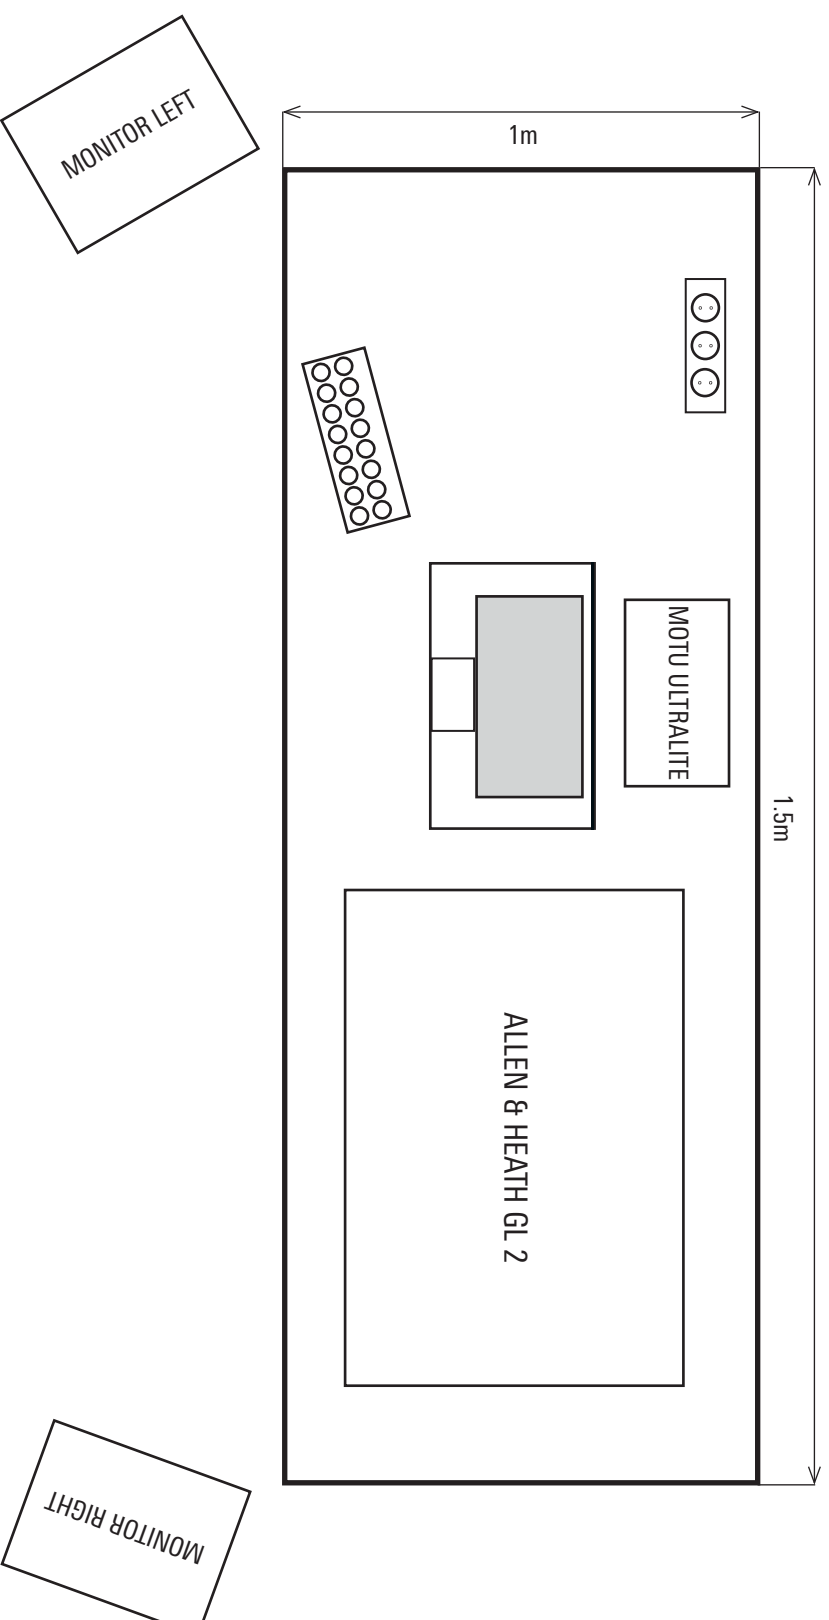 MONITOR LEFT
1m
MOTU ULTRALITE
1.5m
ALLEN & HEATH GL 2
MONITOR RIGHT